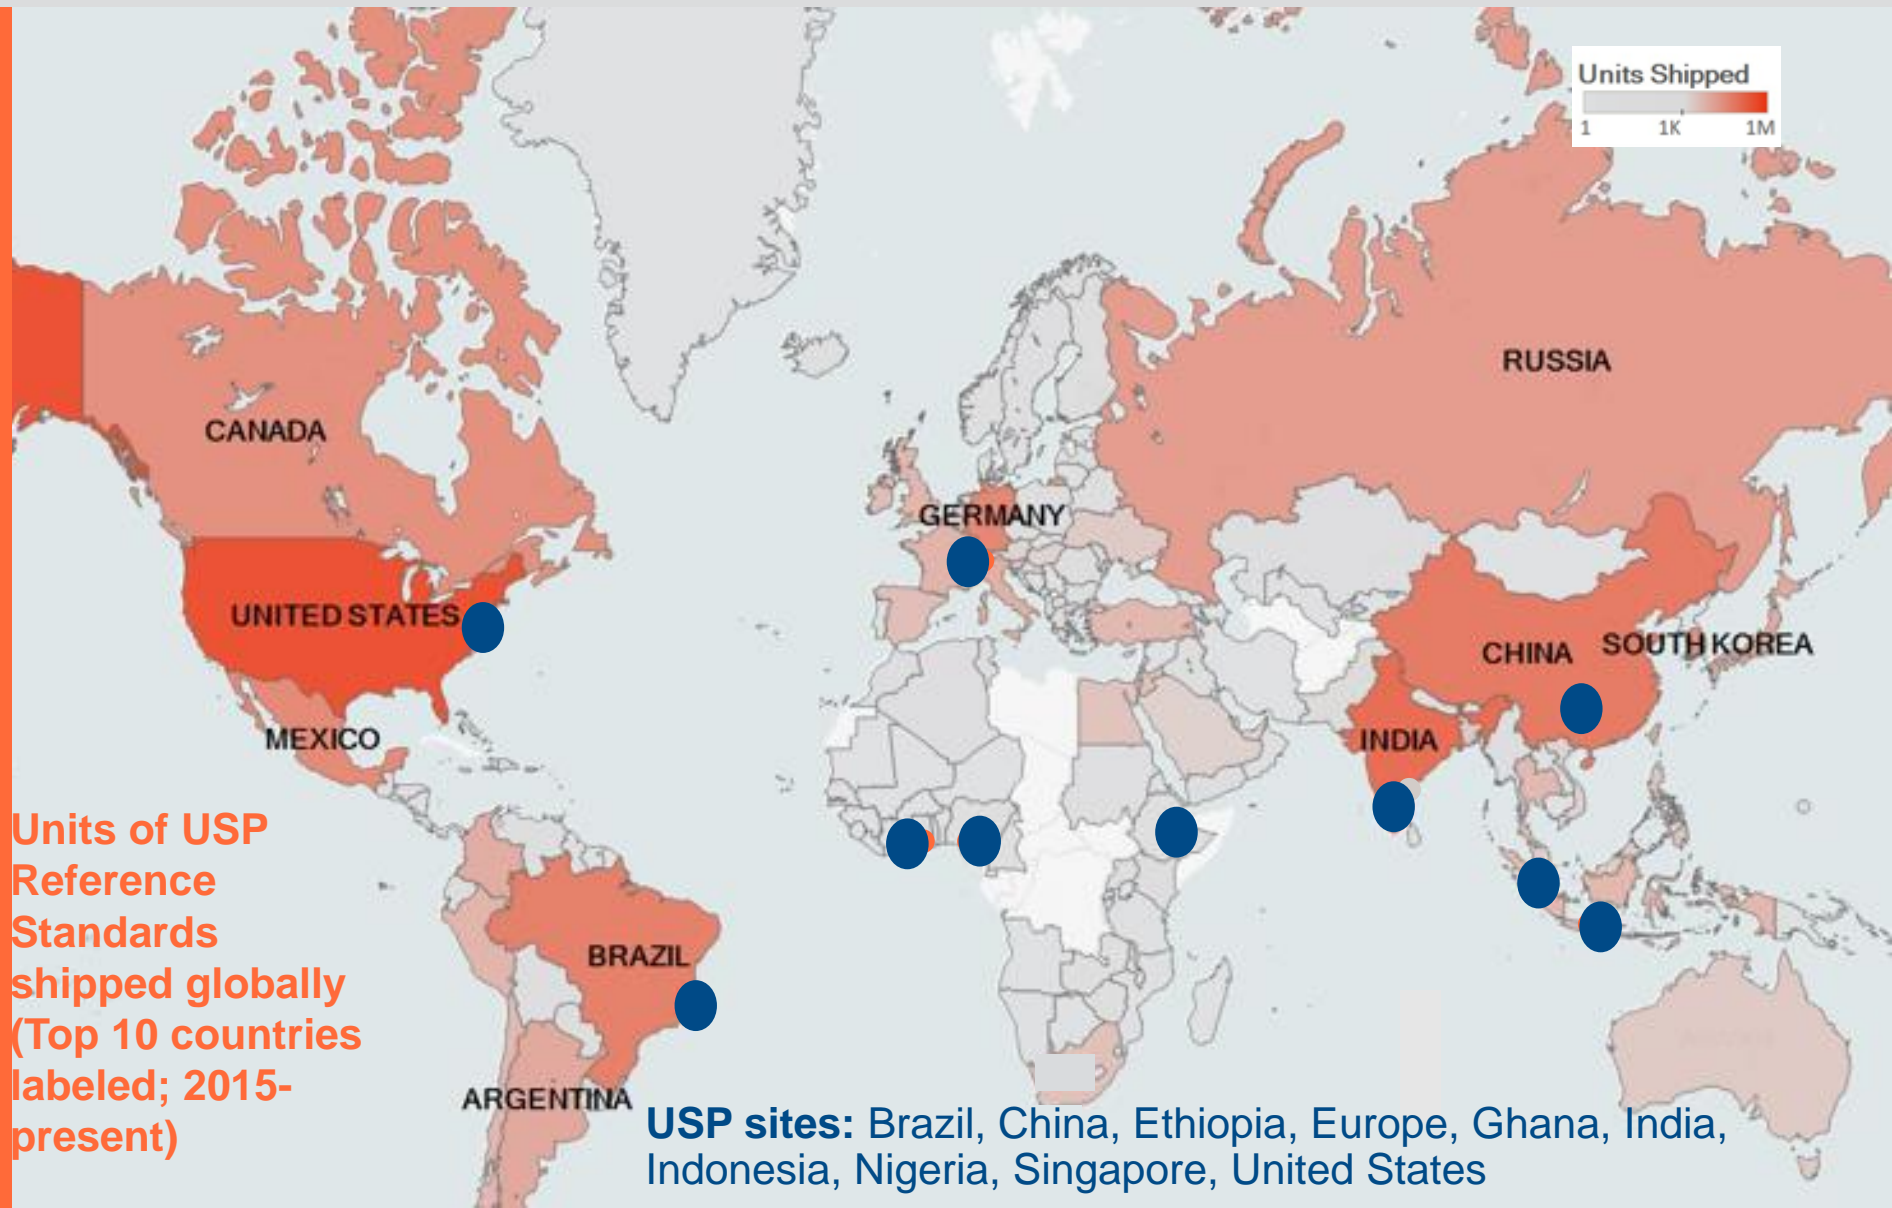 Units Shipped
1 1K 1M
RUSSIA
CANADA
GERMANY
UNITED STATES
CHINA
SOUTH KOREA
MEXICO
INDIA
BRAZIL
ARGENTINA
Units of USP
Reference
Standards
shipped globally
(Top 10 countries
labeled; 2015-
present)
USP sites: Brazil, China, Ethiopia, Europe, Ghana, India,
Indonesia, Nigeria, Singapore, United States